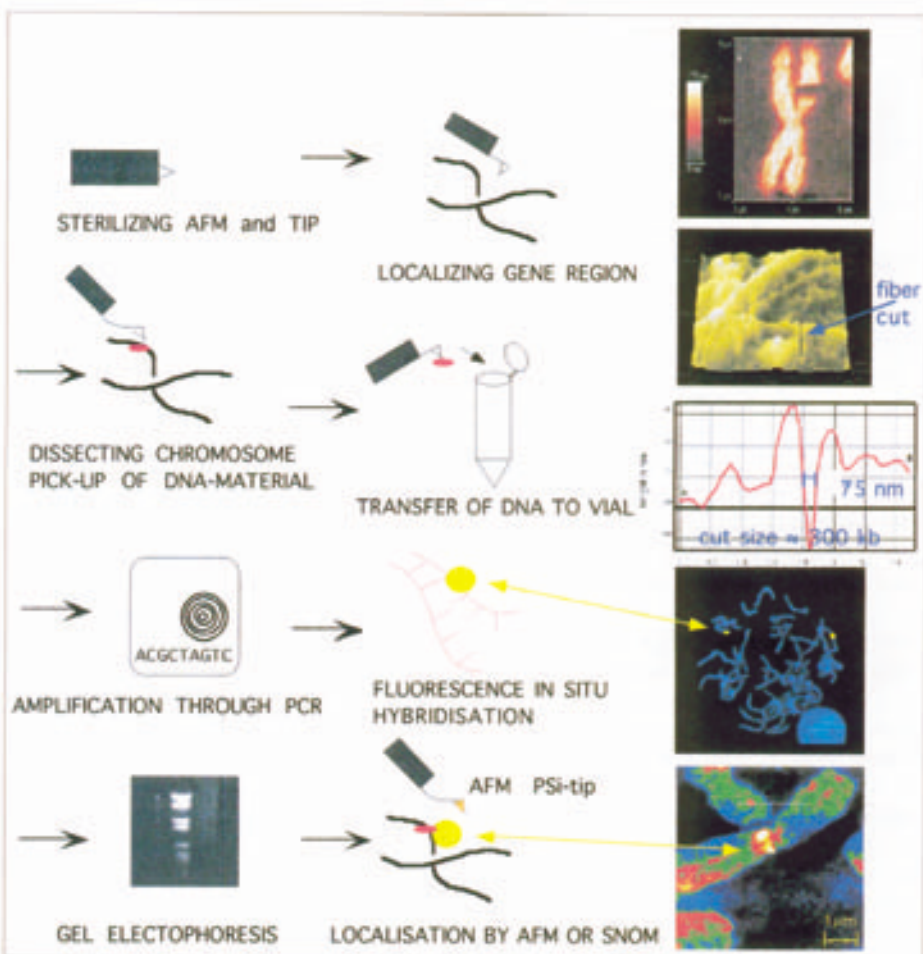 STERILIZING AFM and TIP
LOCALIZING GENE REGION
fiber
cut
DISSECTING CHROMOSOME
PICK-UP OF DNA-MATERIAL
TRANSFER OF DNA TO VIAL
75 nm
cut size ≈ 300 kb
ACGCTAGTC
AMPLIFICATION THROUGH PCR
FLUORESCENCE IN SITU
HYBRIDISATION
AFM PSi-tip
GEL ELECTOPHORESIS
LOCALISATION BY AFM OR SNOM
1µm